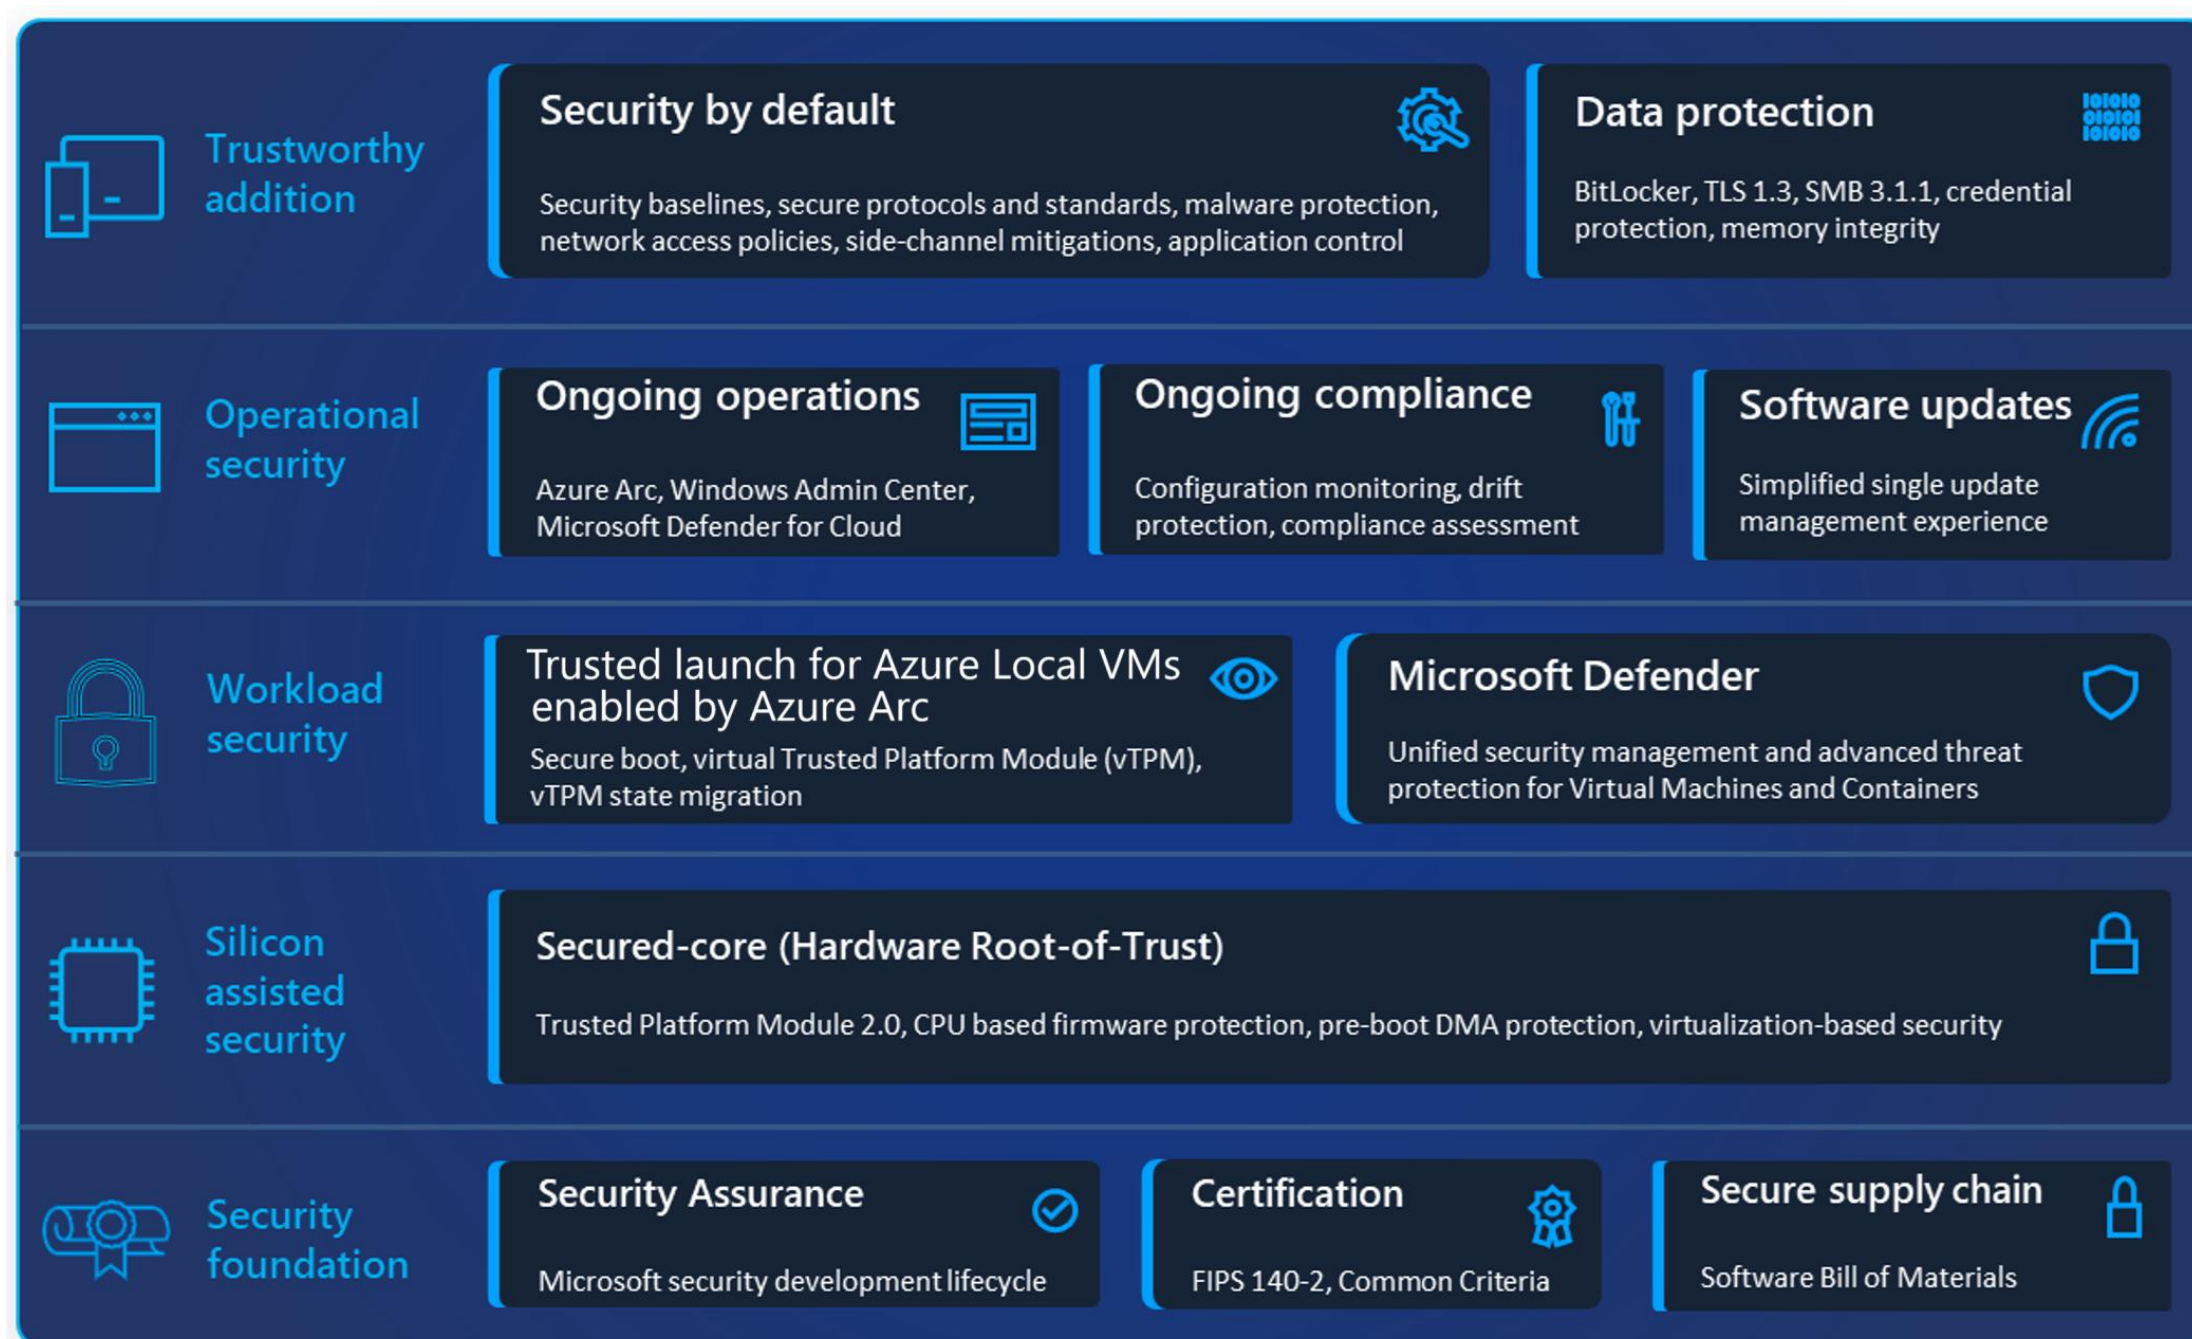 Trustworthy
addition
Security by default
Security baselines, secure protocols and standards, malware protection,
network access policies, side-channel mitigations, application control
Data protection
BitLocker, TLS 1.3, SMB 3.1.1, credential
protection, memory integrity
Operational
security
Ongoing operations
Azure Arc, Windows Admin Center,
Microsoft Defender for Cloud
Ongoing compliance
Configuration monitoring, drift
protection, compliance assessment
Software updates
Simplified single update
management experience
Workload
security
Trusted launch for Azure Local VMs
enabled by Azure Arc
Secure boot, virtual Trusted Platform Module (vTPM),
vTPM state migration
Microsoft Defender
Unified security management and advanced threat
protection for Virtual Machines and Containers
Silicon
assisted
security
Secured-core (Hardware Root-of-Trust)
Trusted Platform Module 2.0, CPU based firmware protection, pre-boot DMA protection, virtualization-based security
Security
foundation
Security Assurance
Microsoft security development lifecycle
Certification
FIPS 140-2, Common Criteria
Secure supply chain
Software Bill of Materials